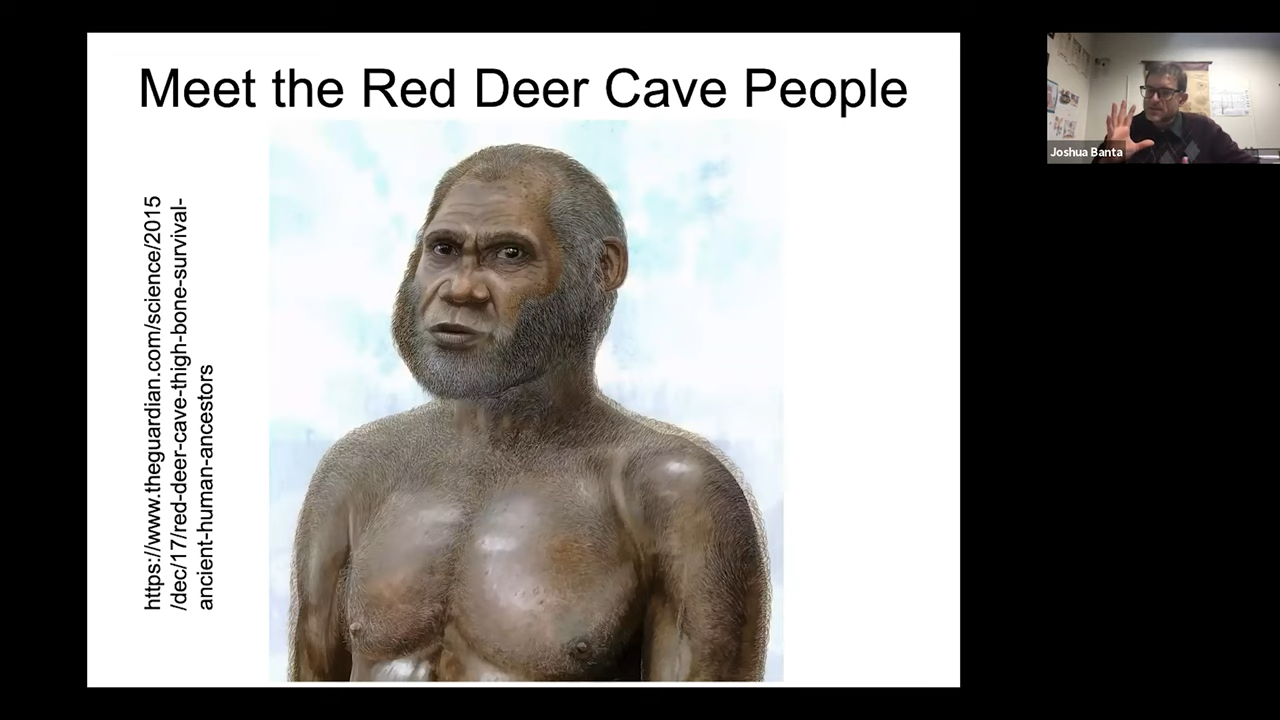 Meet the Red Deer Cave People
https://www.theguardian.com/science/2015
/dec/17/red-deer-cave-thigh-bone-survival-
ancient-human-ancestors
Joshua Banta